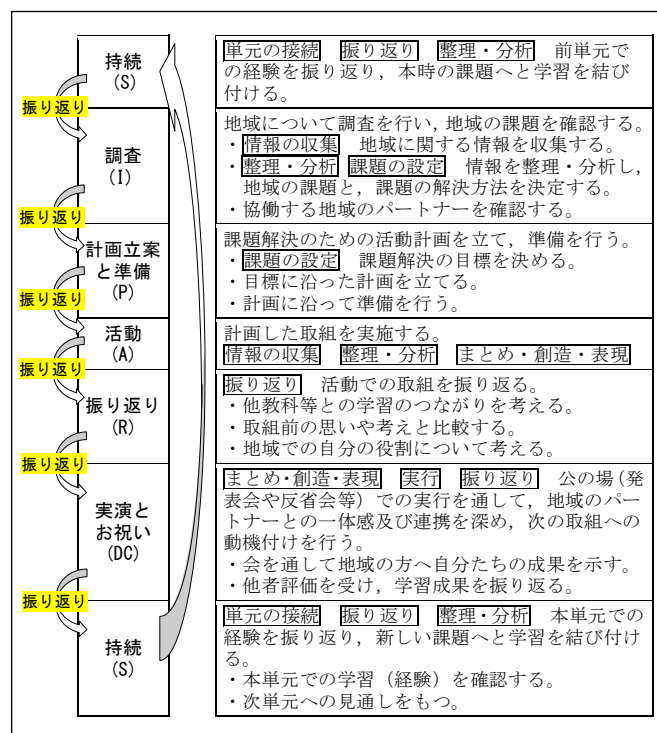 持続
(S)
単元の接続 振り返り 整理・分析 前単元で
の経験を振り返り,本時の課題へと学習を結び
付ける。
振り返り
調査
(I)
地域について調査を行い,地域の課題を確認する。
・情報の収集 地域に関する情報を収集する。
・整理・分析 課題の設定 情報を整理・分析し,
地域の課題と,課題の解決方法を決定する。
・協働する地域のパートナーを確認する。
振り返り
計画立案
と準備
(P)
課題解決のための活動計画を立て,準備を行う。
・課題の設定 課題解決の目標を決める。
・目標に沿った計画を立てる。
・計画に沿って準備を行う。
振り返り
活動
(A)
計画した取組を実施する。
情報の収集 整理・分析 まとめ・創造・表現
振り返り
振り返り
(R)
振り返り 活動での取組を振り返る。
・他教科等との学習のつながりを考える。
・取組前の思いや考えと比較する。
・地域での自分の役割について考える。
振り返り
実演と
お祝い
(DC)
まとめ・創造・表現 実行 振り返り 公の場(発
表会や反省会等)での実行を通して,地域のパー
トナーとの一体感及び連携を深め,次の取組への
動機付けを行う。
・会を通して地域の方へ自分たちの成果を示す。
・他者評価を受け,学習成果を振り返る。
振り返り
持続
(S)
単元の接続 振り返り 整理・分析 本単元での
経験を振り返り,新しい課題へと学習を結び付け
る。
・本単元での学習(経験)を確認する。
・次単元への見通しをもつ。